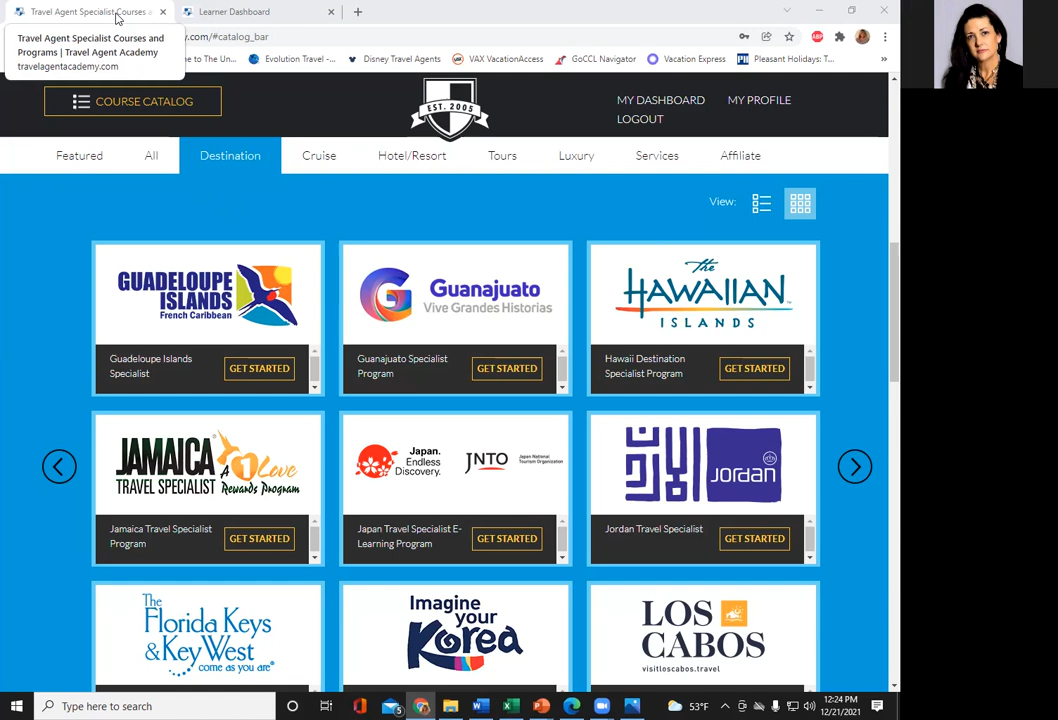 Travel Agent Specialist Courses
Learner Dashboard
Travel Agent Specialist Courses and
Programs | Travel Agent Academy
travelagentacademy.com
y.com/#catalog_bar
ABP
e to The Un...
Evolution Travel -...
Disney Travel Agents
VAX VacationAccess
GoCCL Navigator
Vacation Express
Pleasant Holidays: T...
COURSE CATALOG
EST. 2005
MY DASHBOARD
MY PROFILE
LOGOUT
Featured
All
Destination
Cruise
Hotel/Resort
Tours
Luxury
Services
Affiliate
View:
GUADELOUPE
ISLANDS
French Caribbean
Guanajuato
Vive Grandes Historias
The
HAWAIIAN
ISLANDS
Guadeloupe Islands
Specialist
GET STARTED
Guanajuato Specialist
Program
GET STARTED
Hawaii Destination
Specialist Program
GET STARTED
JAMAICA
TRAVEL SPECIALIST
A 1 Love
Rewards Program
Japan.
Endless
Discovery.
JNTO
Japan National
Tourism Organization
الأردن
Jordan
Jamaica Travel Specialist
Program
GET STARTED
Japan Travel Specialist E-
Learning Program
GET STARTED
Jordan Travel Specialist
GET STARTED
The
Florida Keys
& Key West
come as you are®
Imagine
your
Korea
LOS
CABOS
visitloscabos.travel
Type here to search
5
53°F
12:24 PM
12/21/2021